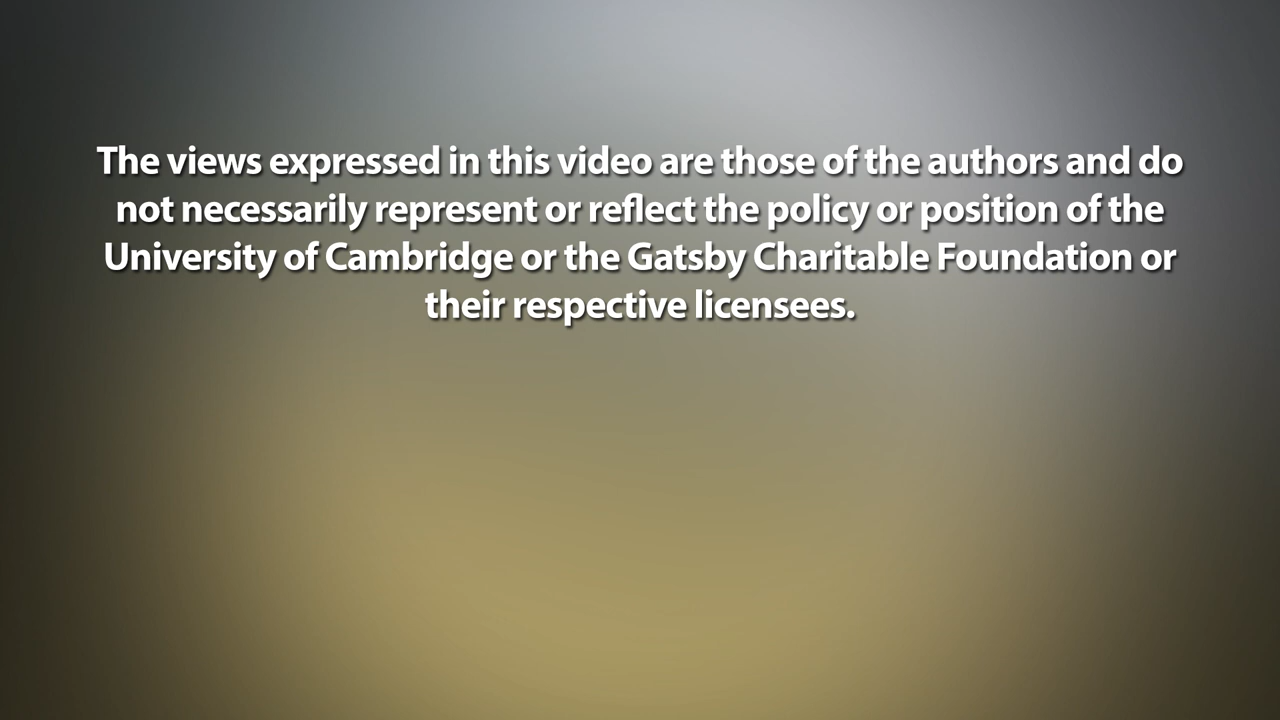 The views expressed in this video are those of the authors and do
not necessarily represent or reflect the policy or position of the
University of Cambridge or the Gatsby Charitable Foundation or
their respective licensees.